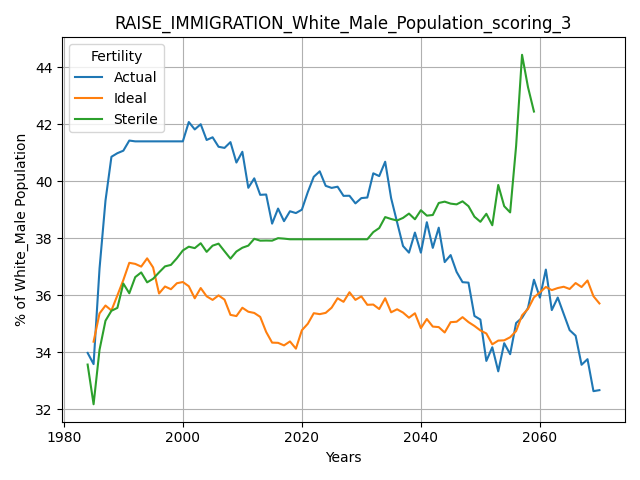 RAISE_IMMIGRATION_White_Male_Population_scoring_3
Fertility
Actual
Ideal
Sterile
% of White_Male Population
44
42
40
38
36
34
32
1980
2000
2020
2040
2060
Years